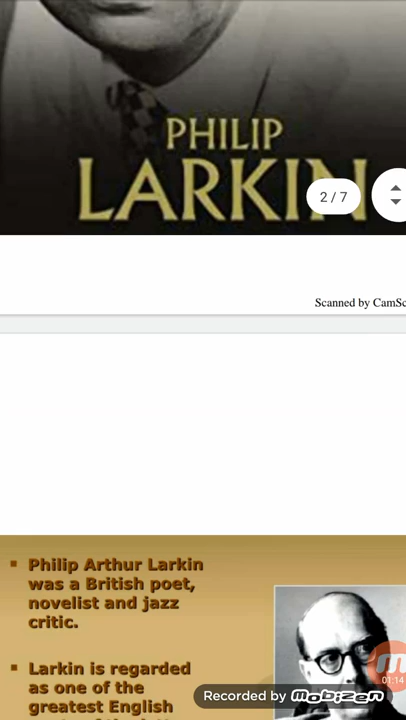 PHILIP
LARKIN
2/7
Scanned by CamSc
Philip Arthur Larkin
was a British poet,
novelist and jazz
critic.
Larkin is regarded
as one of the
greatest English
01:14
Recorded by mobizen